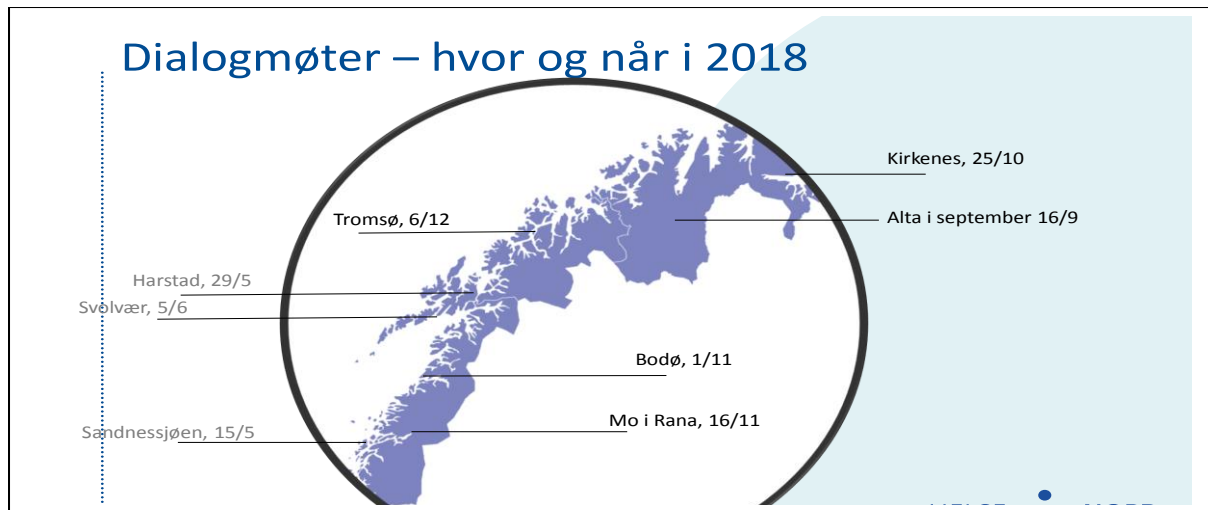 Dialogmøter – hvor og når i 2018
Kirkenes, 25/10
Tromsø, 6/12
Alta i september 16/9
Harstad, 29/5
Svolvær, 5/6
Bodø, 1/11
Mo i Rana, 16/11
Sandnessjøen, 15/5